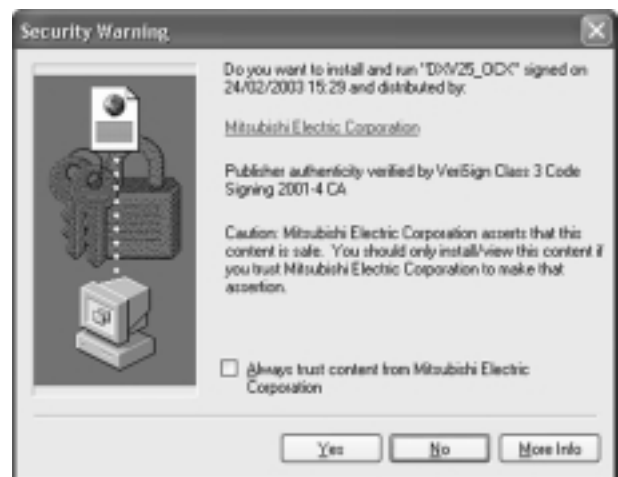 Security Warning
Do you want to install and run "DXV25_OCX" signed on
24/02/2003 15:29 and distributed by:
Mitsubishi Electric Corporation
Publisher authenticity verified by VeriSign Class 3 Code
Signing 2001-4 CA
Caution: Mitsubishi Electric Corporation asserts that this
content is safe. You should only install/view this content if
you trust Mitsubishi Electric Corporation to make that
assertion.
Always trust content from Mitsubishi Electric
Corporation
Yes
No
More Info